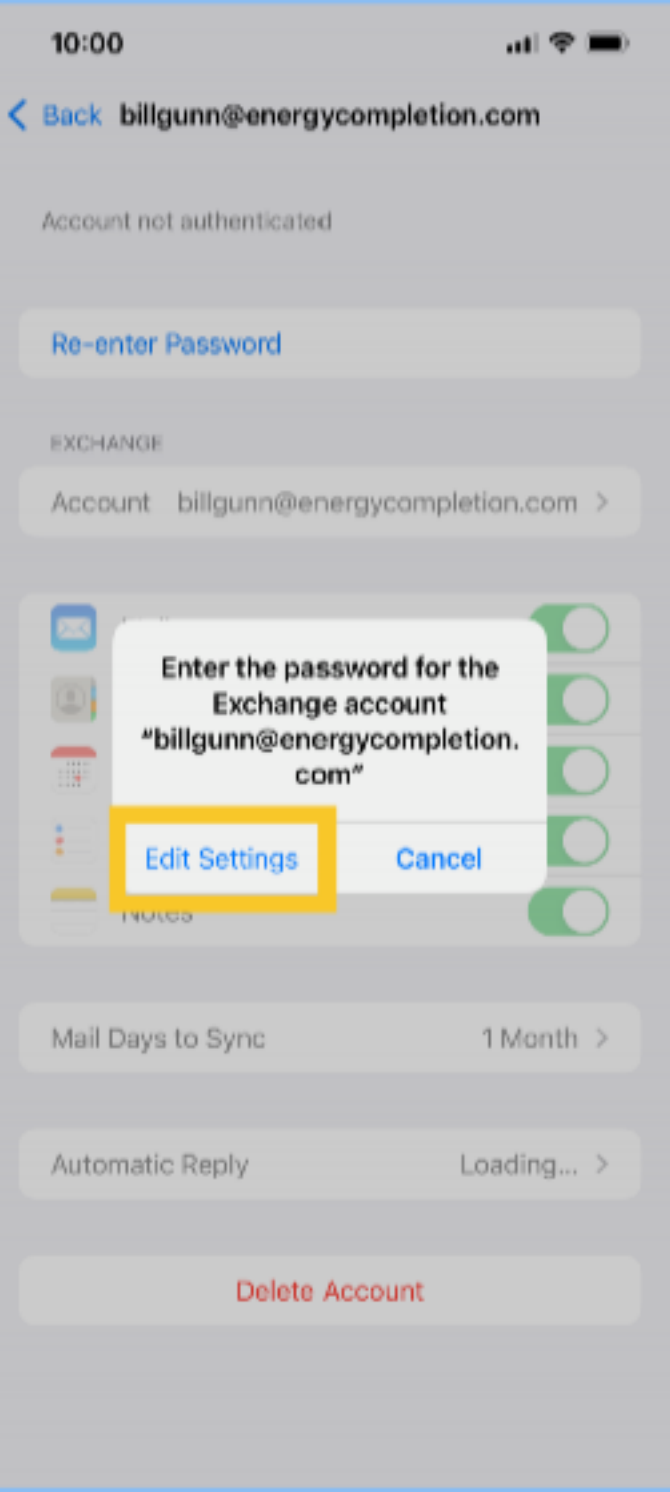 10:00
Back billgunn@energycompletion.com
Account not authenticated
Re-enter Password
EXCHANGE
Account billgunn@energycompletion.com
Enter the password for the
Exchange account
“billgunn@energycompletion.
com”
Edit Settings Cancel
Notes
Mail Days to Sync 1 Month
Automatic Reply Loading...
Delete Account